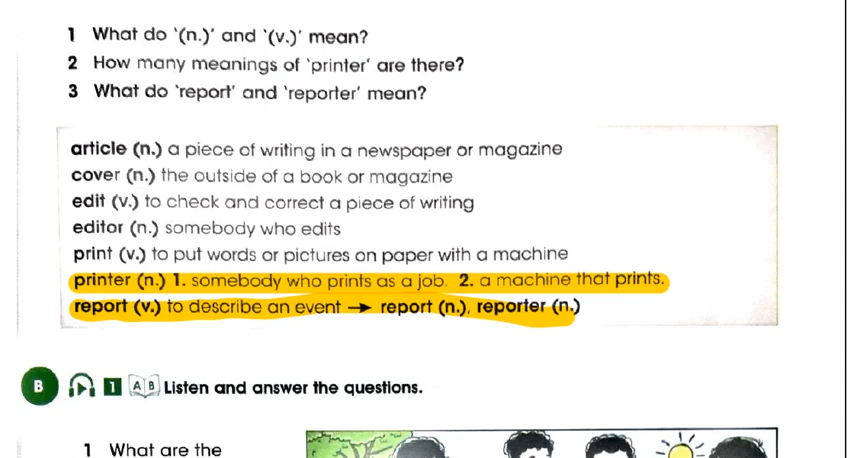 1 What do '(n.)' and '(v.)' mean?
2 How many meanings of 'printer' are there?
3 What do 'report' and 'reporter' mean?
article (n.) a piece of writing in a newspaper or magazine
cover (n.) the outside of a book or magazine
edit (v.) to check and correct a piece of writing
editor (n.) somebody who edits
print (v.) to put words or pictures on paper with a machine
printer (n.) 1. somebody who prints as a job. 2. a machine that prints.
report (v.) to describe an event → report (n.), reporter (n.)
B 1 A B Listen and answer the questions.
1 What are the